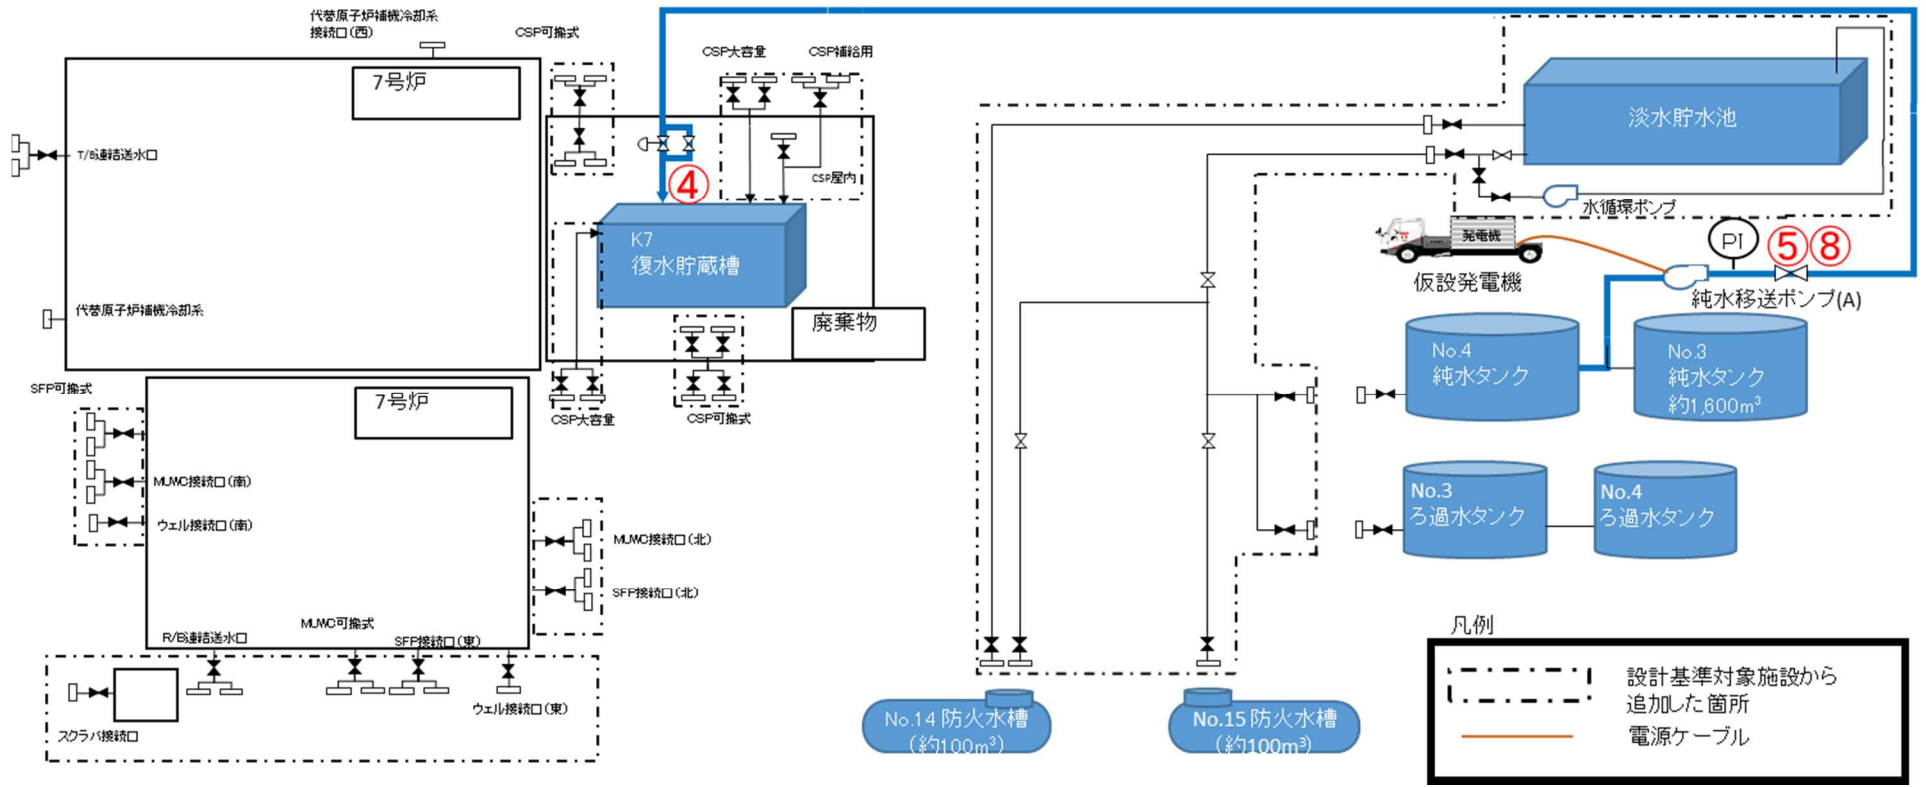 代替原子炉補機冷却系
接続口(西)
CSP可搬式
CSP大容量
CSP補給用
7号炉
淡水貯水池
T/B連結送水口
CSP屋内
④
水循環ポンプ
K7
復水貯蔵槽
発電機
PI
⑤⑧
仮設発電機
純水移送ポンプ(A)
代替原子炉補機冷却系
廃棄物
No.4
純水タンク
No.3
純水タンク
約1,600m³
SFP可搬式
7号炉
CSP大容量
CSP可搬式
MUWC接続口(南)
No.3
ろ過水タンク
No.4
ろ過水タンク
ウェル接続口(南)
MUWC接続口(北)
SFP接続口(北)
MUWC可搬式
R/B連結送水口
SFP接続口(東)
凡例
設計基準対象施設から
追加した箇所
電源ケーブル
ウェル接続口(東)
スクラバ接続口
No.14 防火水槽
(約100m³)
No.15 防火水槽
(約100m³)